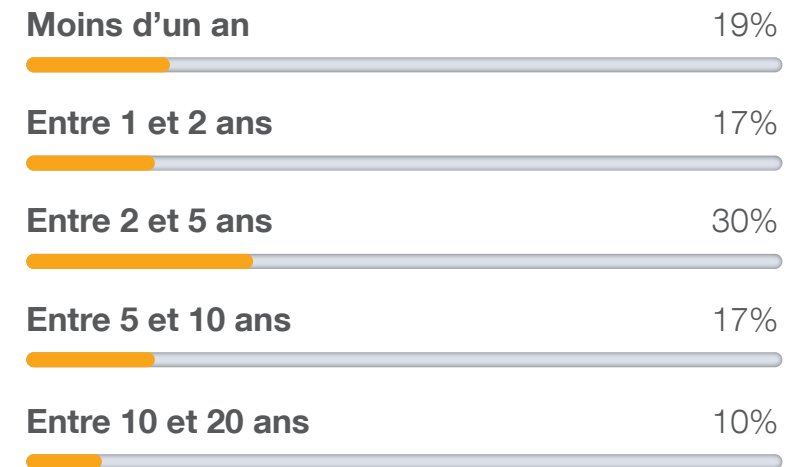 Moins d’un an 19%
Entre 1 et 2 ans 17%
Entre 2 et 5 ans 30%
Entre 5 et 10 ans 17%
Entre 10 et 20 ans 10%